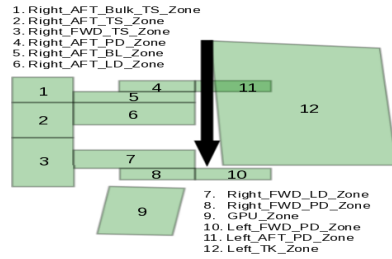 1. Right_AFT_Bulk_TS_Zone
2. Right_AFT_TS_Zone
3. Right_FWD_TS_Zone
4. Right_AFT_PD_Zone
5. Right_AFT_BL_Zone
6. Right_AFT_LD_Zone
1
4
11
5
12
2
6
3
7
8
10
9
7. Right_FWD_LD_Zone
8. Right_FWD_PD_Zone
9. GPU_Zone
10. Left_FWD_PD_Zone
11. Left_AFT_PD_Zone
12. Left_TK_Zone